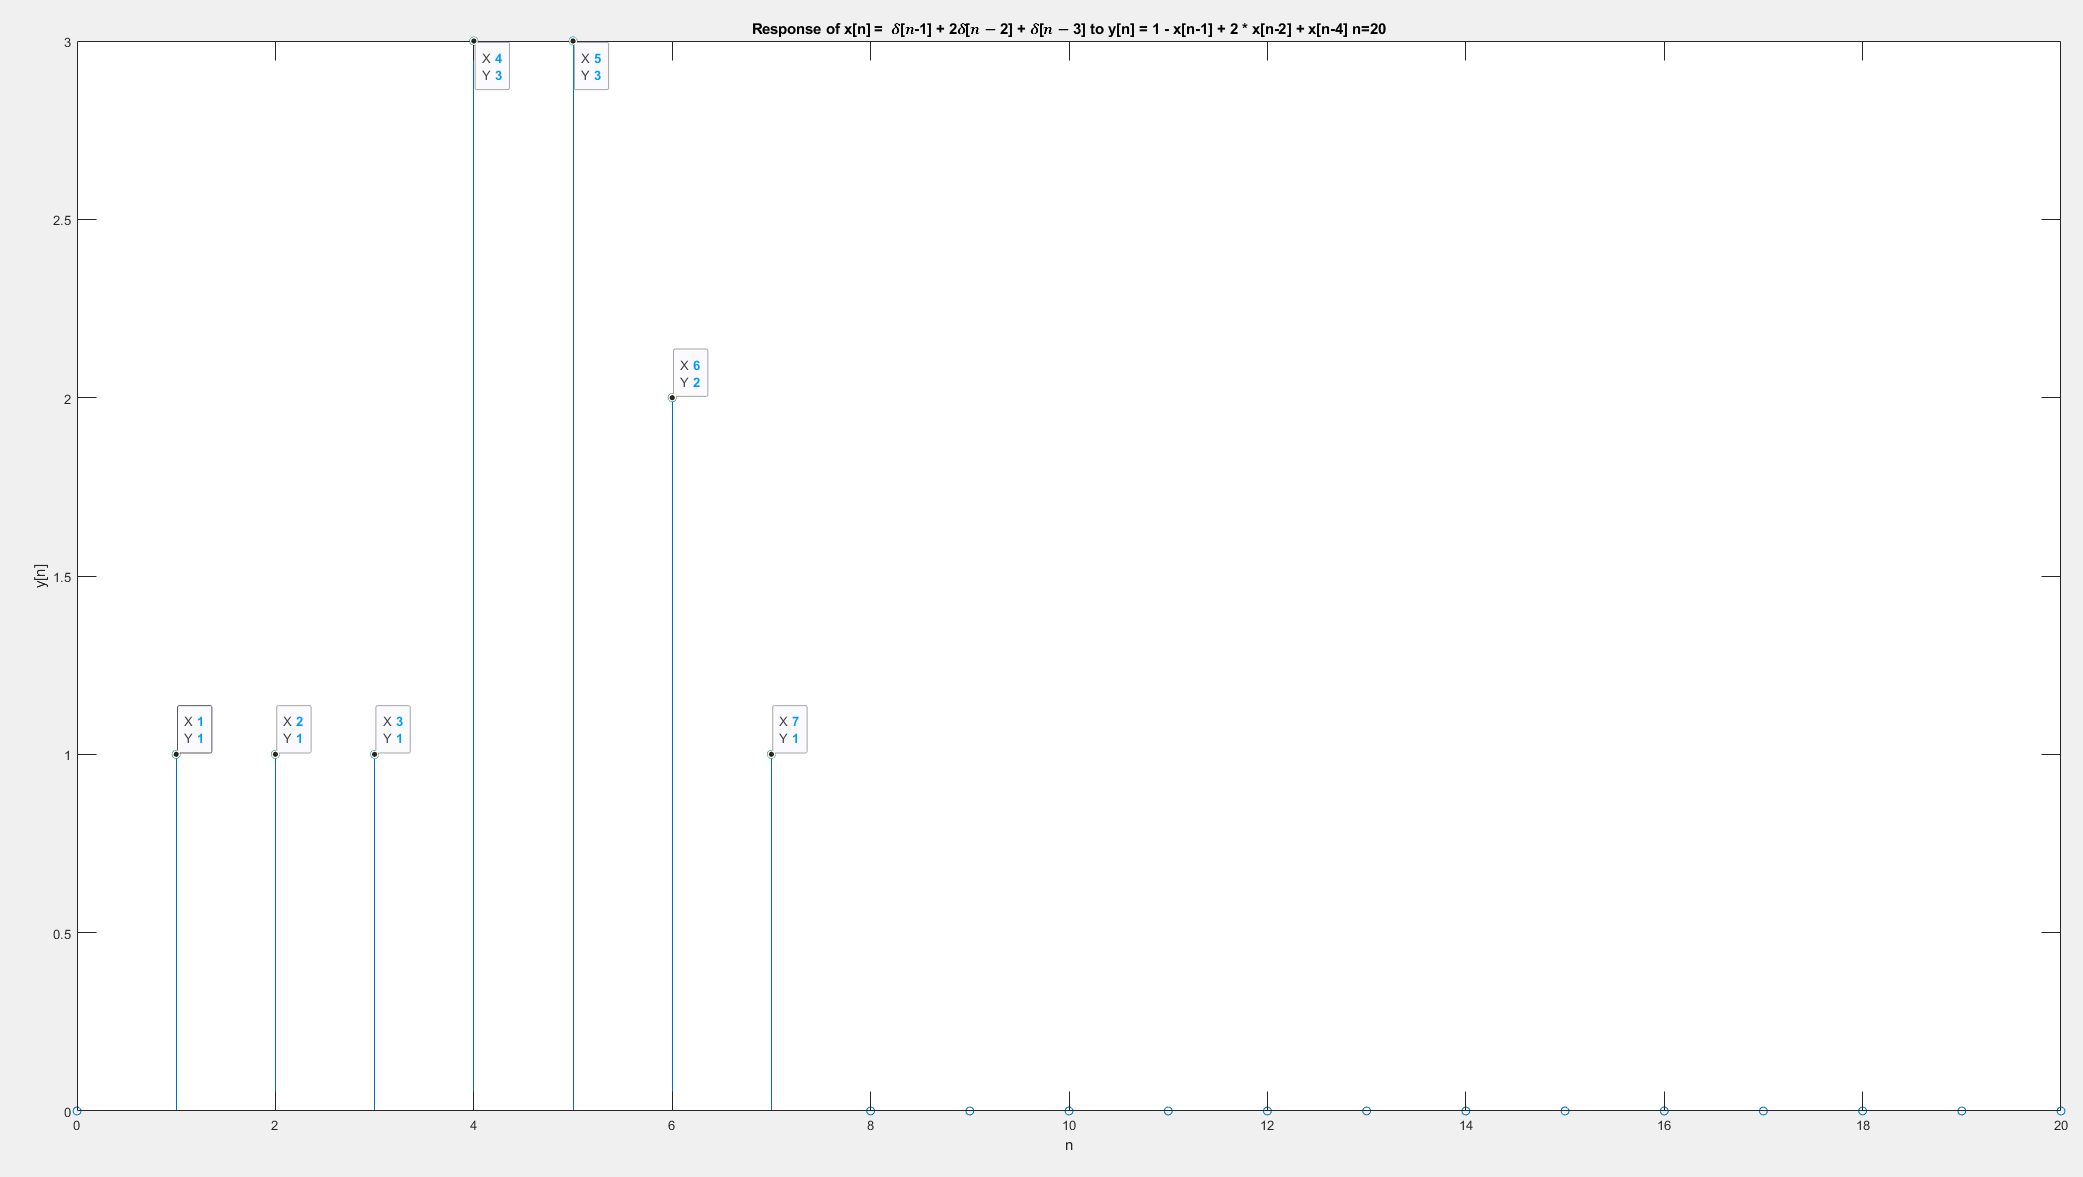 Response of x[n] = δ[n-1] + 2δ[n − 2] + δ[n − 3] to y[n] = 1 - x[n-1] + 2 * x[n-2] + x[n-4] n=20
3
X 4
Y 3
X 5
Y 3
2.5
X 6
Y 2
2
y[n]
1.5
X 1
Y 1
X 2
Y 1
X 3
Y 1
X 7
Y 1
1
0.5
0
0 2 4 6 8 10 12 14 16 18 20
n